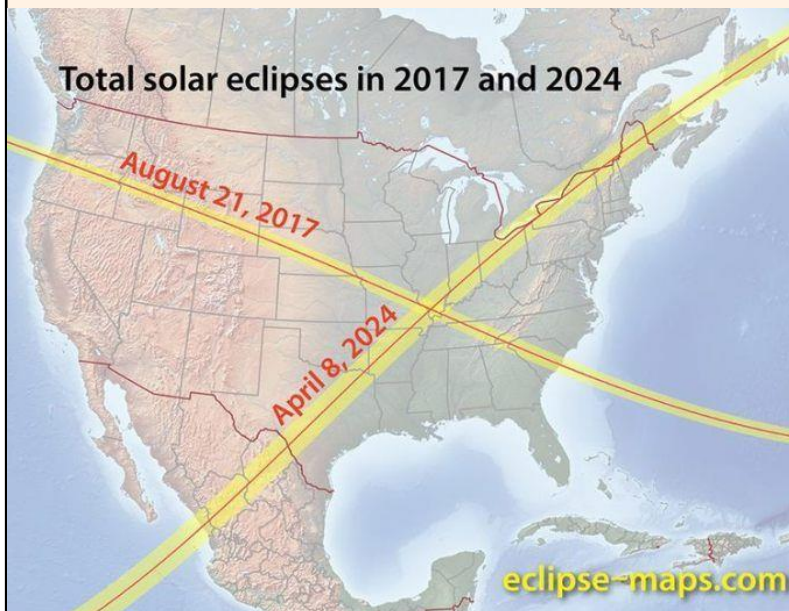 Total solar eclipses in 2017 and 2024
August 21, 2017
April 8, 2024
eclipse-maps.com